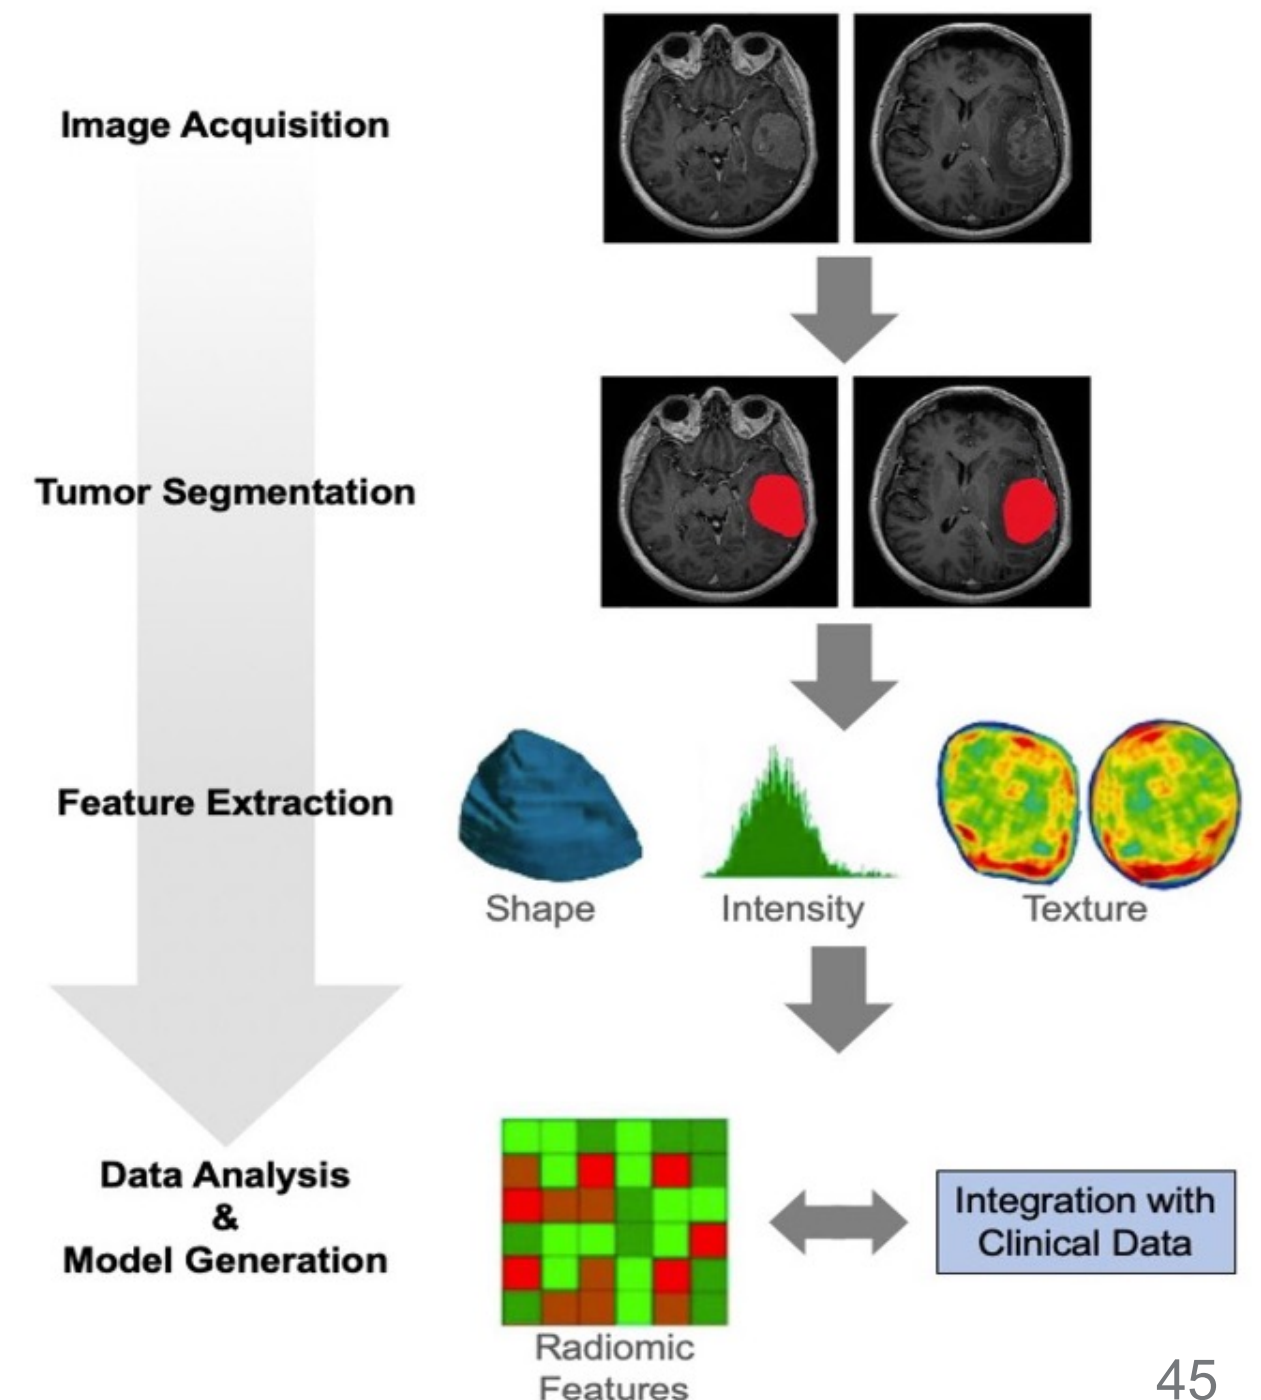 Image Acquisition
Tumor Segmentation
Feature Extraction
Shape
Intensity
Texture
Data Analysis
&
Model Generation
Integration with
Clinical Data
Radiomic
Features
45